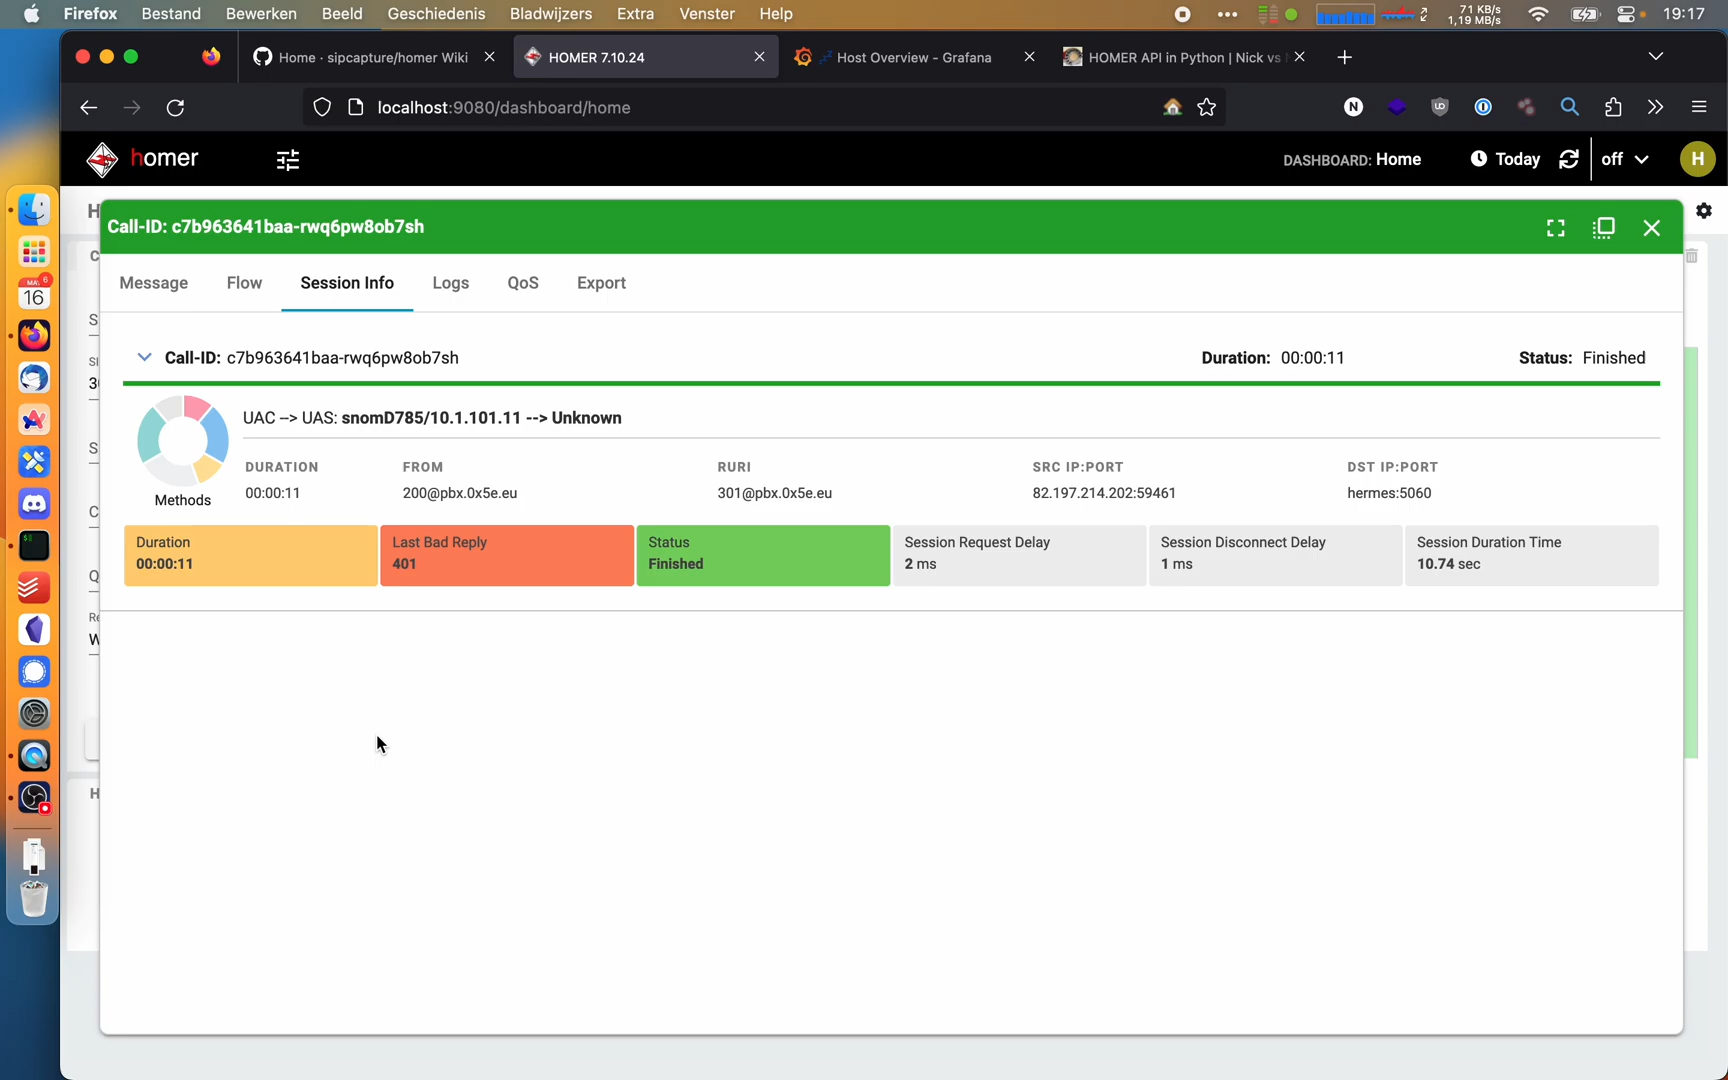 Firefox Bestand Bewerken Beeld Geschiedenis Bladwijzers Extra Venster Help 71 KB/s 19:17
1,19 MB/s
Home · sipcapture/homer Wiki HOMER 7.10.24 Host Overview - Grafana HOMER API in Python | Nick vs
localhost:9080/dashboard/home
homer DASHBOARD: Home Today off H
Call-ID: c7b963641baa-rwq6pw8ob7sh
Message Flow Session Info Logs QoS Export
16
Call-ID: c7b963641baa-rwq6pw8ob7sh Duration: 00:00:11 Status: Finished
UAC --> UAS: snomD785/10.1.101.11 --> Unknown
DURATION FROM RURI SRC IP:PORT DST IP:PORT
00:00:11 200@pbx.0x5e.eu 301@pbx.0x5e.eu 82.197.214.202:59461 hermes:5060
Methods
Duration Last Bad Reply Status Session Request Delay Session Disconnect Delay Session Duration Time
00:00:11 401 Finished 2 ms 1 ms 10.74 sec